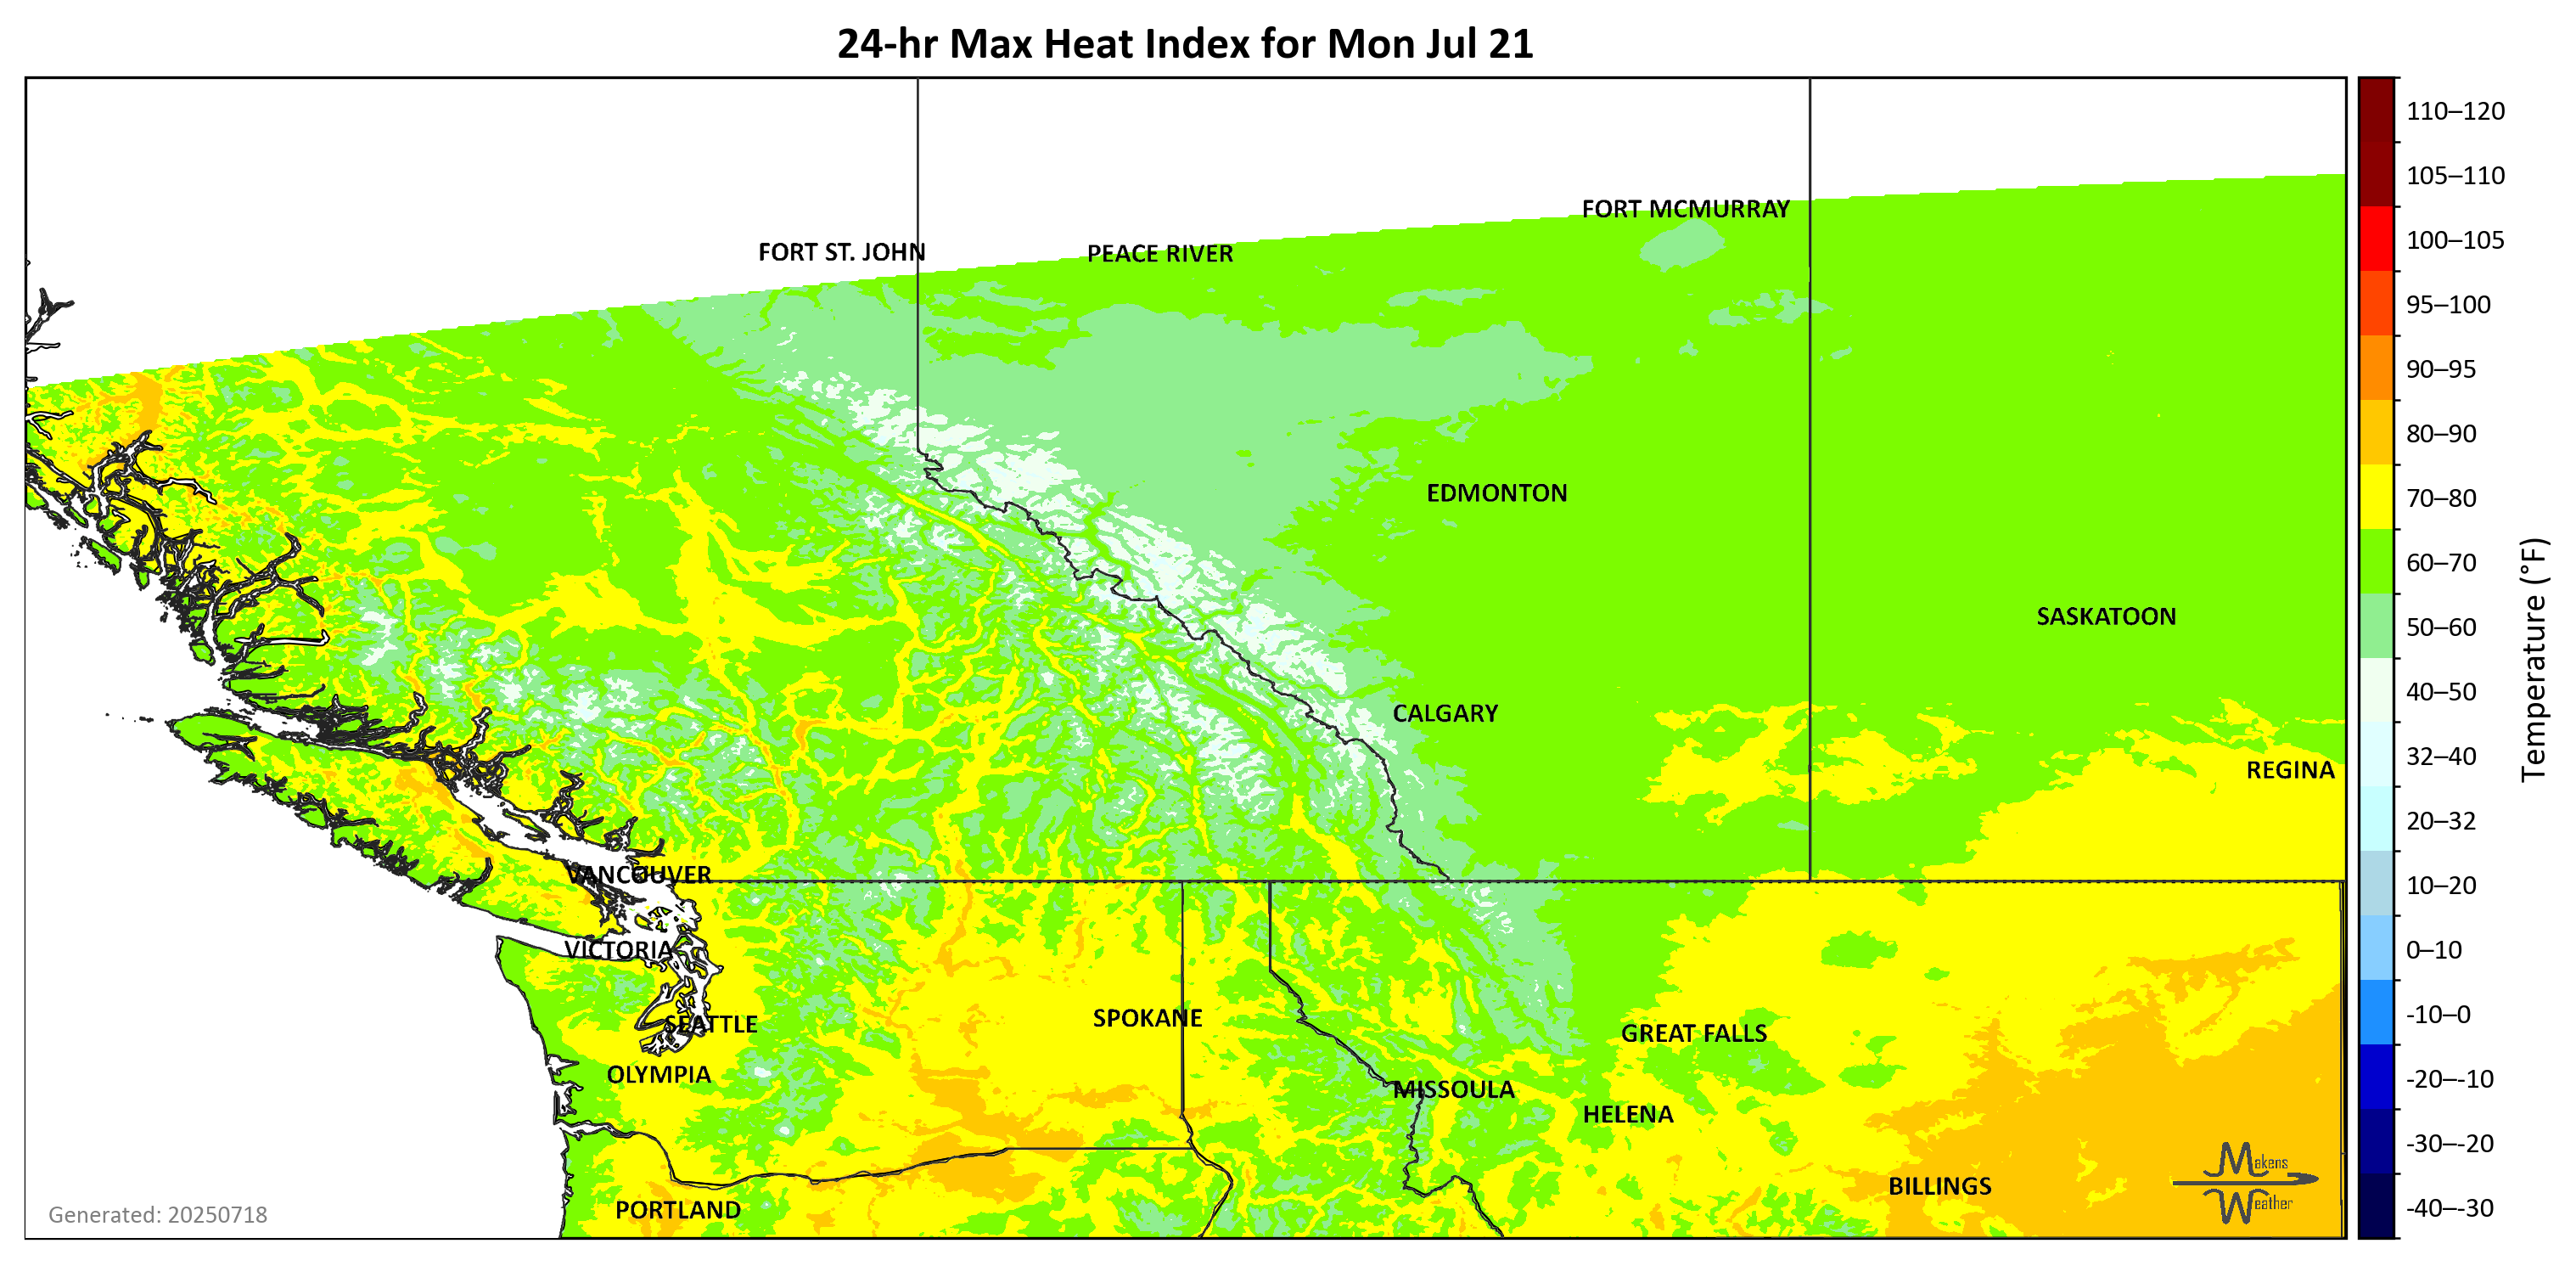 24-hr Max Heat Index for Mon Jul 21
FORT MCMURRAY
FORT ST. JOHN
PEACE RIVER
EDMONTON
SASKATOON
CALGARY
REGINA
VANCOUVER
VICTORIA
SEATTLE
SPOKANE
GREAT FALLS
OLYMPIA
MISSOULA
HELENA
BILLINGS
PORTLAND
Makens
Weather
Generated: 20250718
110–120
105–110
100–105
95–100
90–95
80–90
70–80
60–70
50–60
40–50
32–40
20–32
10–20
0–10
-10–0
-20–-10
-30–-20
-40–-30
Temperature (°F)